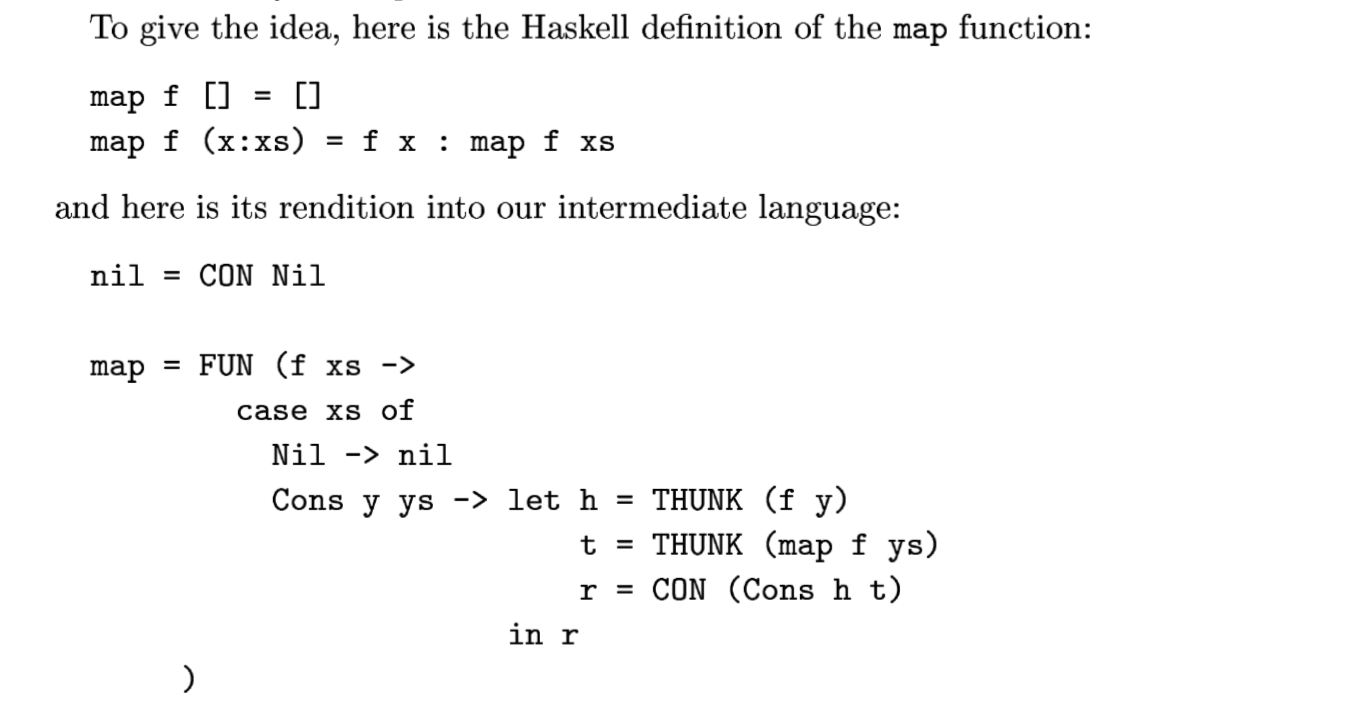 To give the idea, here is the Haskell definition of the map function:
map f [] = []
map f (x:xs) = f x : map f xs
and here is its rendition into our intermediate language:
nil = CON Nil
map = FUN (f xs ->
case xs of
Nil -> nil
Cons y ys -> let h = THUNK (f y)
t = THUNK (map f ys)
r = CON (Cons h t)
in r
)